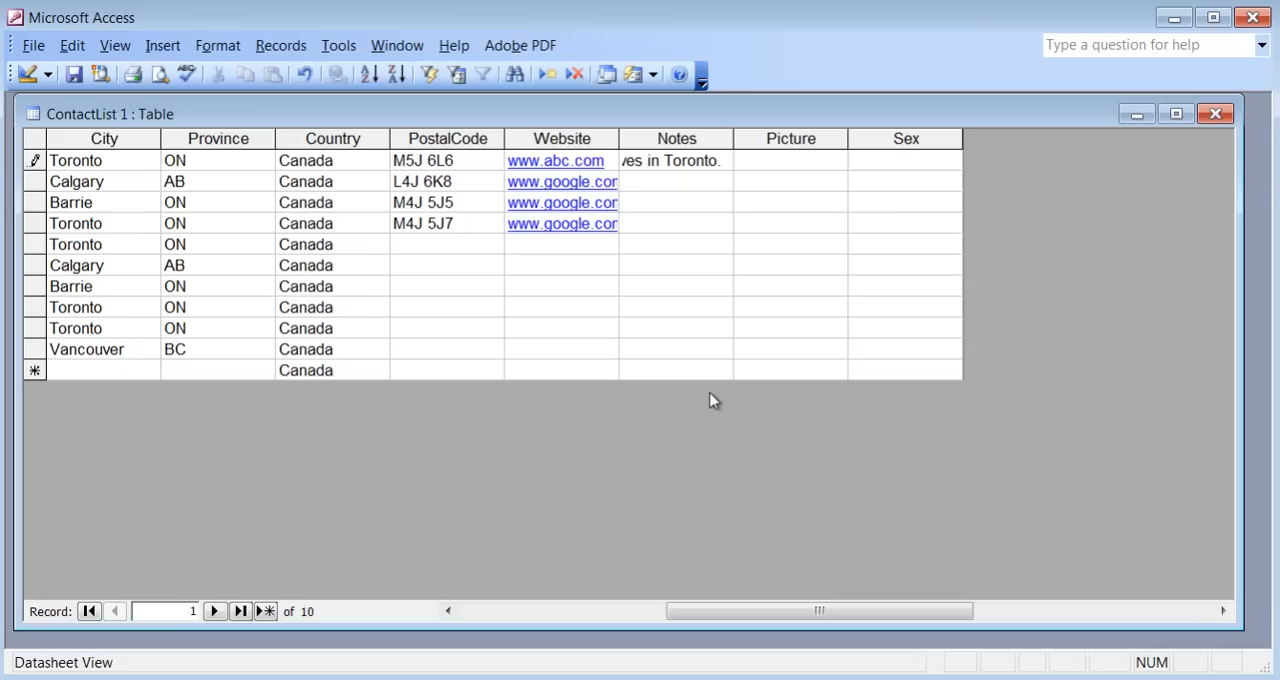 Microsoft Access
File Edit View Insert Format Records Tools Window Help Adobe PDF Type a question for help
ContactList 1 : Table
City Province Country PostalCode Website Notes Picture Sex
Toronto ON Canada M5J 6L6 www.abc.com ves in Toronto.
Calgary AB Canada L4J 6K8 www.google.con
Barrie ON Canada M4J 5J5 www.google.con
Toronto ON Canada M4J 5J7 www.google.con
Toronto ON Canada
Calgary AB Canada
Barrie ON Canada
Toronto ON Canada
Toronto ON Canada
Vancouver BC Canada
Canada
Record: 1 of 10
Datasheet View NUM